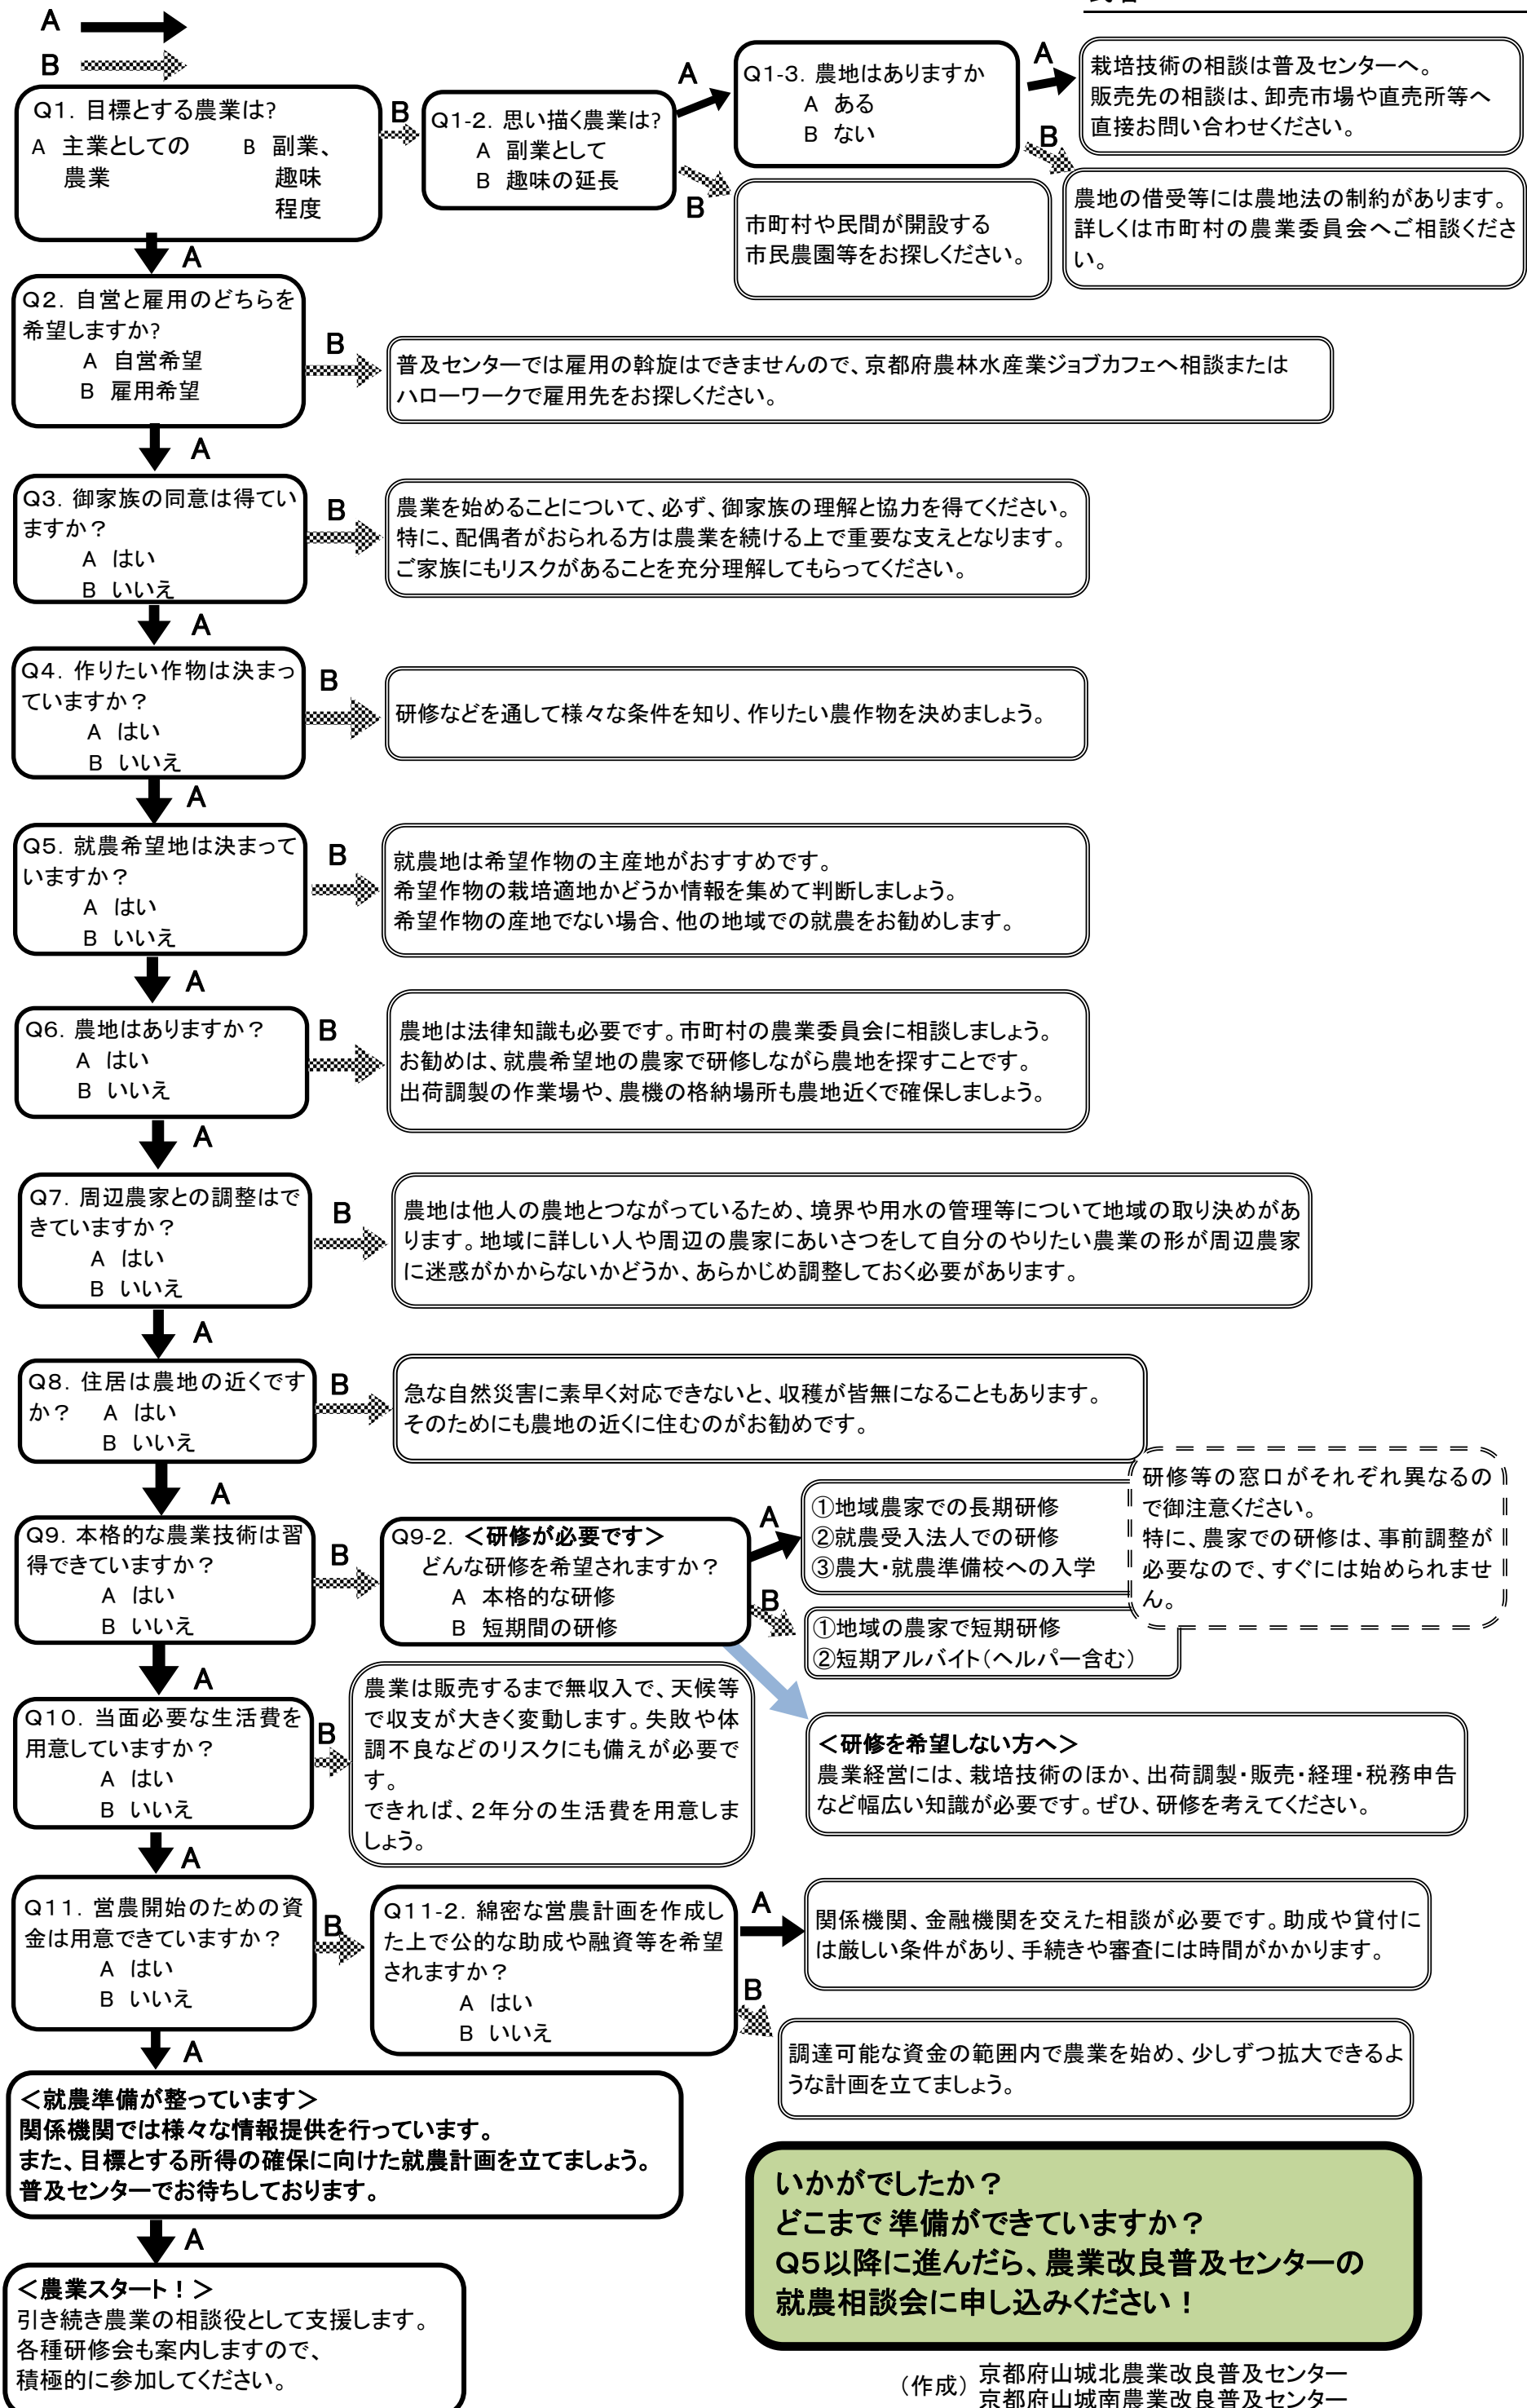 A
B
Q1．目標とする農業は?
A 主業としての農業
B 副業、趣味程度
B
Q1-2．思い描く農業は?
A 副業として
B 趣味の延長
A
Q1-3．農地はありますか
A ある
B ない
A
栽培技術の相談は普及センターへ。
販売先の相談は、卸売市場や直売所等へ
直接お問い合わせください。
B
農地の借受等には農地法の制約があります。
詳しくは市町村の農業委員会へご相談くださ
い。
B
市町村や民間が開設する
市民農園等をお探しください。
A
Q2．自営と雇用のどちらを
希望しますか?
A 自営希望
B 雇用希望
B
普及センターでは雇用の斡旋はできませんので、京都府農林水産業ジョブカフェへ相談または
ハローワークで雇用先をお探しください。
A
Q3．御家族の同意は得てい
ますか？
A はい
B いいえ
B
農業を始めることについて、必ず、御家族の理解と協力を得てください。
特に、配偶者がおられる方は農業を続ける上で重要な支えとなります。
ご家族にもリスクがあることを充分理解してもらってください。
A
Q4．作りたい作物は決まっ
ていますか？
A はい
B いいえ
B
研修などを通して様々な条件を知り、作りたい農作物を決めましょう。
A
Q5．就農希望地は決まって
いますか？
A はい
B いいえ
B
就農地は希望作物の主産地がおすすめです。
希望作物の栽培適地かどうか情報を集めて判断しましょう。
希望作物の産地でない場合、他の地域での就農をお勧めします。
A
Q6．農地はありますか？
A はい
B いいえ
B
農地は法律知識も必要です。市町村の農業委員会に相談しましょう。
お勧めは、就農希望地の農家で研修しながら農地を探すことです。
出荷調製の作業場や、農機の格納場所も農地近くで確保しましょう。
A
Q7．周辺農家との調整はで
きていますか？
A はい
B いいえ
B
農地は他人の農地とつながっているため、境界や用水の管理等について地域の取り決めがあ
ります。地域に詳しい人や周辺の農家にあいさつをして自分のやりたい農業の形が周辺農家
に迷惑がかからないかどうか、あらかじめ調整しておく必要があります。
A
Q8．住居は農地の近くです
か？ A はい
B いいえ
B
急な自然災害に素早く対応できないと、収穫が皆無になることもあります。
そのためにも農地の近くに住むのがお勧めです。
A
Q9．本格的な農業技術は習
得できていますか？
A はい
B いいえ
B
Q9-2．＜研修が必要です＞
どんな研修を希望されますか？
A 本格的な研修
B 短期間の研修
A
①地域農家での長期研修
②就農受入法人での研修
③農大・就農準備校への入学
B
①地域の農家で短期研修
②短期アルバイト（ヘルパー含む）
研修等の窓口がそれぞれ異なるの
で御注意ください。
特に、農家での研修は、事前調整が
必要なので、すぐには始められませ
ん。
＜研修を希望しない方へ＞
農業経営には、栽培技術のほか、出荷調製・販売・経理・税務申告
など幅広い知識が必要です。ぜひ、研修を考えてください。
A
Q10．当面必要な生活費を
用意していますか？
A はい
B いいえ
B
農業は販売するまで無収入で、天候等
で収支が大きく変動します。失敗や体
調不良などのリスクにも備えが必要で
す。
できれば、2年分の生活費を用意しま
しょう。
A
Q11．営農開始のための資
金は用意できていますか？
A はい
B いいえ
B
Q11-2．綿密な営農計画を作成し
た上で公的な助成や融資等を希望
されますか？
A はい
B いいえ
A
関係機関、金融機関を交えた相談が必要です。助成や貸付に
は厳しい条件があり、手続きや審査には時間がかかります。
B
調達可能な資金の範囲内で農業を始め、少しずつ拡大できるよ
うな計画を立てましょう。
A
＜就農準備が整っています＞
関係機関では様々な情報提供を行っています。
また、目標とする所得の確保に向けた就農計画を立てましょう。
普及センターでお待ちしております。
A
＜農業スタート！＞
引き続き農業の相談役として支援します。
各種研修会も案内しますので、
積極的に参加してください。
いかがでしたか？
どこまで 準備ができていますか？
Q5以降に進んだら、農業改良普及センターの
就農相談会に申し込みください！
（作成） 京都府山城北農業改良普及センター
京都府山城南農業改良普及センター